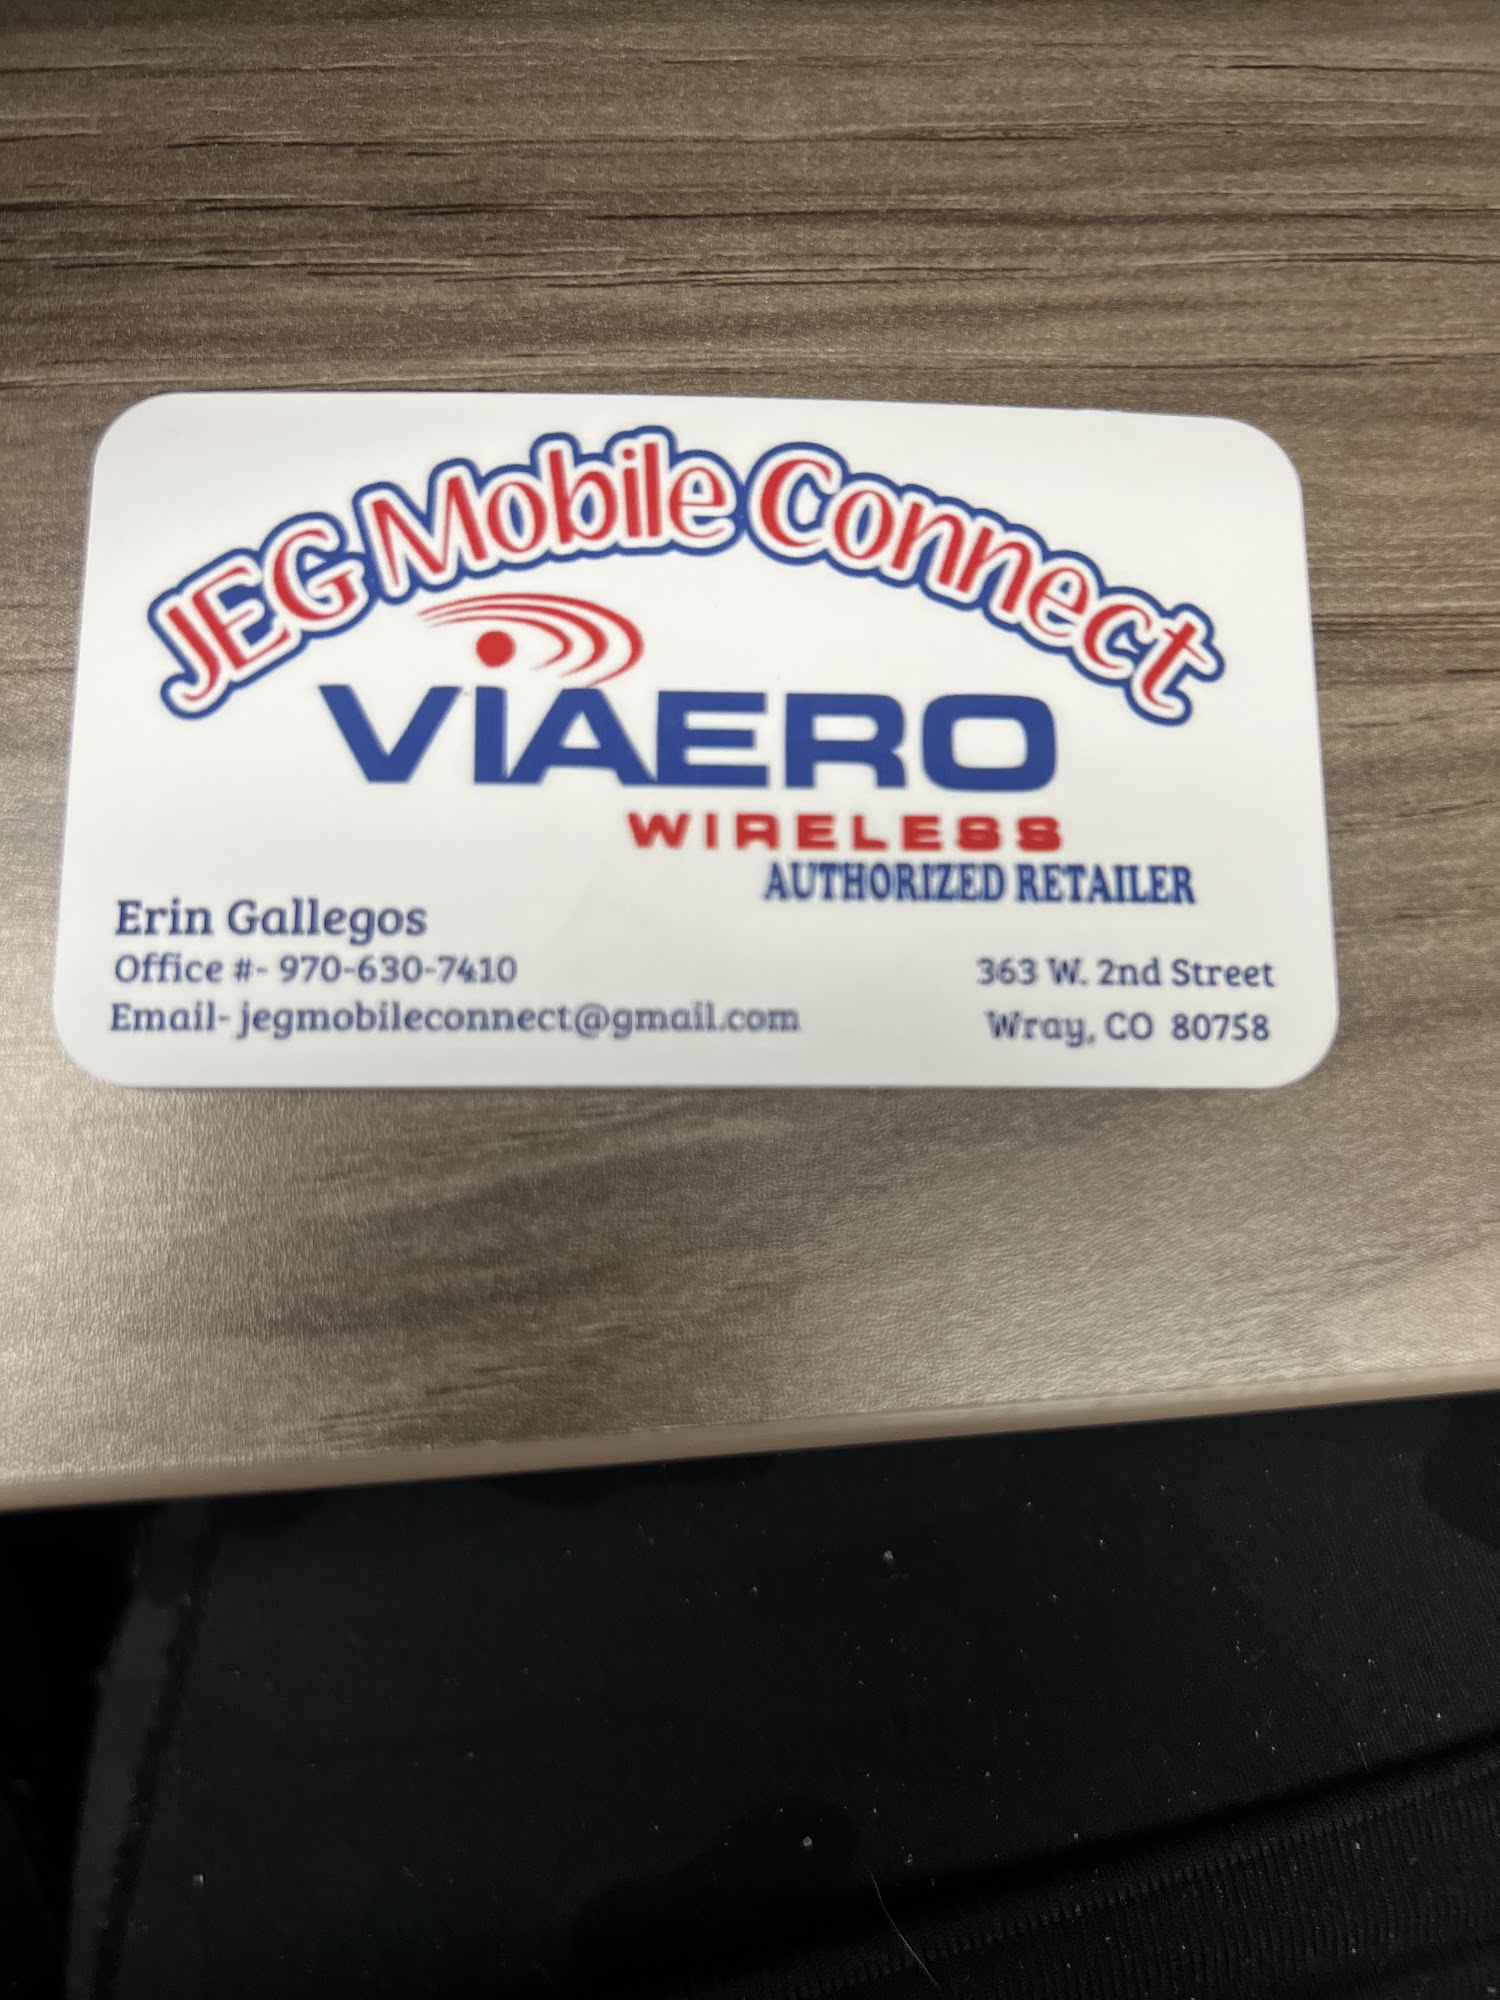 JEG Mobile Connect
VIAERO
WIRELESS
AUTHORIZED RETAILER
Erin Gallegos
Office #- 970-630-7410
Email- jegmobileconnect@gmail.com
363 W. 2nd Street
Wray, CO 80758